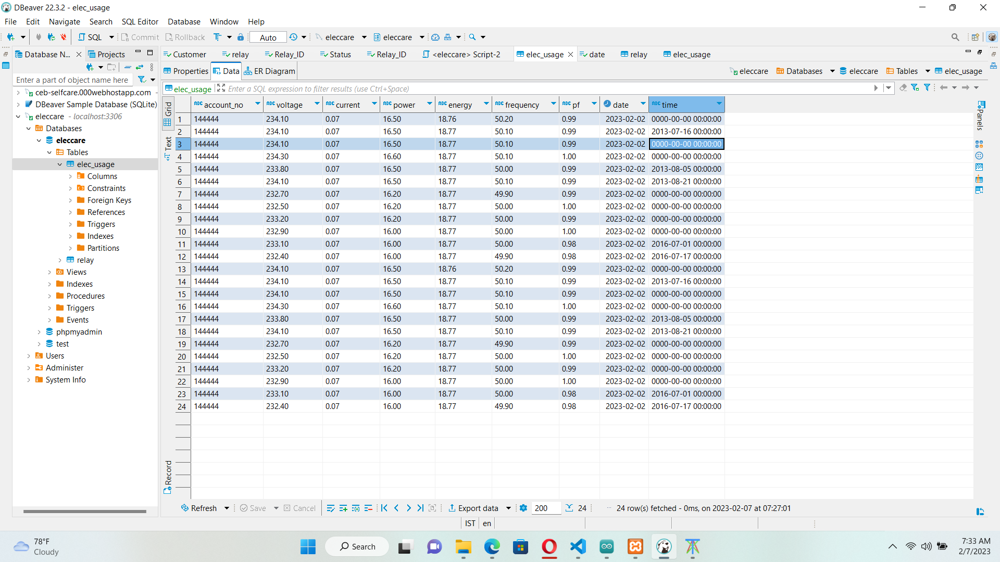 DBeaver 22.3.2 - elec_usage
File Edit Navigate Search SQL Editor Database Window Help
SQL Commit Rollback Auto eleccare eleccare
Database N... Projects
Customer relay Relay_ID Status Relay_ID <eleccare> Script-2 elec_usage date relay elec_usage
Properties Data ER Diagram
eleccare Databases eleccare Tables elec_usage
Enter a part of object name here
elec_usage Enter a SQL expression to filter results (use Ctrl+Space)
ceb-selfcare.000webhostapp.com -
DBeaver Sample Database (SQLite)
eleccare - localhost:3306
Databases
eleccare
Tables
elec_usage
Columns
Constraints
Foreign Keys
References
Triggers
Indexes
Partitions
relay
Views
Indexes
Procedures
Triggers
Events
phpmyadmin
test
Users
Administer
System Info
Grid
Text
Record
Panels
ABC account_no ABC voltage ABC current ABC power ABC energy ABC frequency ABC pf date ABC time
1 144444 234.10 0.07 16.50 18.76 50.20 0.99 2023-02-02 0000-00-00 00:00:00
2 144444 234.10 0.07 16.50 18.77 50.10 0.99 2023-02-02 2013-07-16 00:00:00
3 144444 234.10 0.07 16.50 18.77 50.10 0.99 2023-02-02 0000-00-00 00:00:00
4 144444 234.30 0.07 16.60 18.77 50.10 1.00 2023-02-02 0000-00-00 00:00:00
5 144444 233.80 0.07 16.50 18.77 50.00 0.99 2023-02-02 2013-08-05 00:00:00
6 144444 234.10 0.07 16.50 18.77 50.10 0.99 2023-02-02 2013-08-21 00:00:00
7 144444 232.70 0.07 16.20 18.77 49.90 0.99 2023-02-02 0000-00-00 00:00:00
8 144444 232.50 0.07 16.20 18.77 50.00 1.00 2023-02-02 0000-00-00 00:00:00
9 144444 233.20 0.07 16.20 18.77 50.00 0.99 2023-02-02 0000-00-00 00:00:00
10 144444 232.90 0.07 16.00 18.77 50.00 1.00 2023-02-02 0000-00-00 00:00:00
11 144444 233.10 0.07 16.00 18.77 50.00 0.98 2023-02-02 2016-07-01 00:00:00
12 144444 232.40 0.07 16.00 18.77 49.90 0.98 2023-02-02 2016-07-17 00:00:00
13 144444 234.10 0.07 16.50 18.76 50.20 0.99 2023-02-02 0000-00-00 00:00:00
14 144444 234.10 0.07 16.50 18.77 50.10 0.99 2023-02-02 2013-07-16 00:00:00
15 144444 234.10 0.07 16.50 18.77 50.10 0.99 2023-02-02 0000-00-00 00:00:00
16 144444 234.30 0.07 16.60 18.77 50.10 1.00 2023-02-02 0000-00-00 00:00:00
17 144444 233.80 0.07 16.50 18.77 50.00 0.99 2023-02-02 2013-08-05 00:00:00
18 144444 234.10 0.07 16.50 18.77 50.10 0.99 2023-02-02 2013-08-21 00:00:00
19 144444 232.70 0.07 16.20 18.77 49.90 0.99 2023-02-02 0000-00-00 00:00:00
20 144444 232.50 0.07 16.20 18.77 50.00 1.00 2023-02-02 0000-00-00 00:00:00
21 144444 233.20 0.07 16.20 18.77 50.00 0.99 2023-02-02 0000-00-00 00:00:00
22 144444 232.90 0.07 16.00 18.77 50.00 1.00 2023-02-02 0000-00-00 00:00:00
23 144444 233.10 0.07 16.00 18.77 50.00 0.98 2023-02-02 2016-07-01 00:00:00
24 144444 232.40 0.07 16.00 18.77 49.90 0.98 2023-02-02 2016-07-17 00:00:00
Refresh Save Cancel Export data 200 24 ... 24 row(s) fetched - 0ms, on 2023-02-07 at 07:27:01
IST en
78°F
Cloudy
Search
7:33 AM
2/7/2023